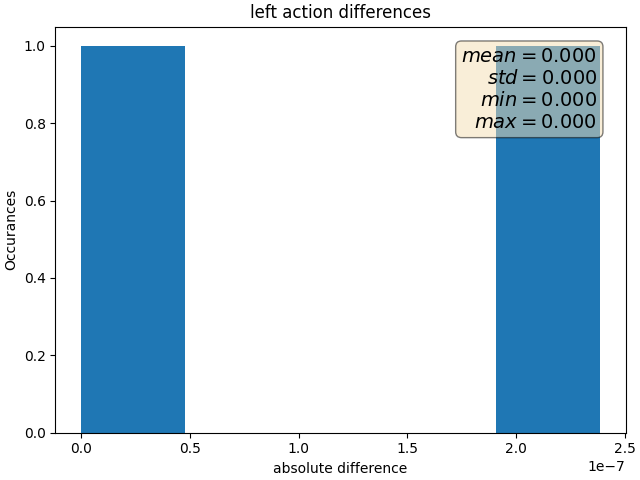 left action differences
mean = 0.000
std = 0.000
min = 0.000
max = 0.000
Occurances
1.0
0.8
0.6
0.4
0.2
0.0
0.0 0.5 1.0 1.5 2.0 2.5
1e−7
absolute difference